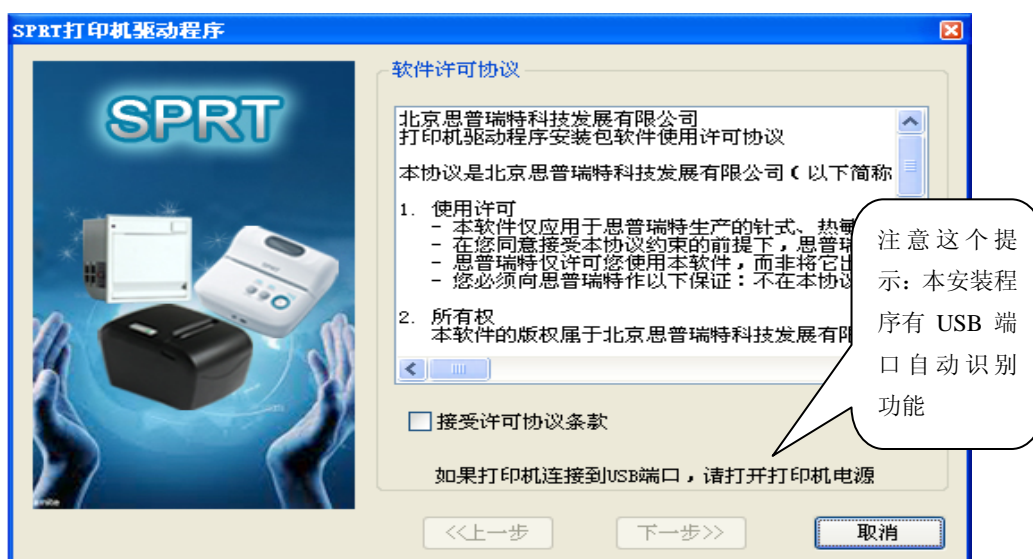 SPRT打印机驱动程序
SPRT
软件许可协议
北京思普瑞特科技发展有限公司
打印机驱动程序安装包软件使用许可协议
本协议是北京思普瑞特科技发展有限公司(以下简称
1. 使用许可
- 本软件仅应用于思普瑞特生产的针式、热敏
- 在您同意接受本协议约束的前提下,思普瑞
- 思普瑞特仅许可您使用本软件,而非将它出
- 您必须向思普瑞特作以下保证:不在本协议
2. 所有权
本软件的版权属于北京思普瑞特科技发展有限
接受许可协议条款
如果打印机连接到USB端口,请打开打印机电源
<<上一步
下一步>>
取消
注意这个提
示: 本安装程
序有 USB 端
口自动识别
功能